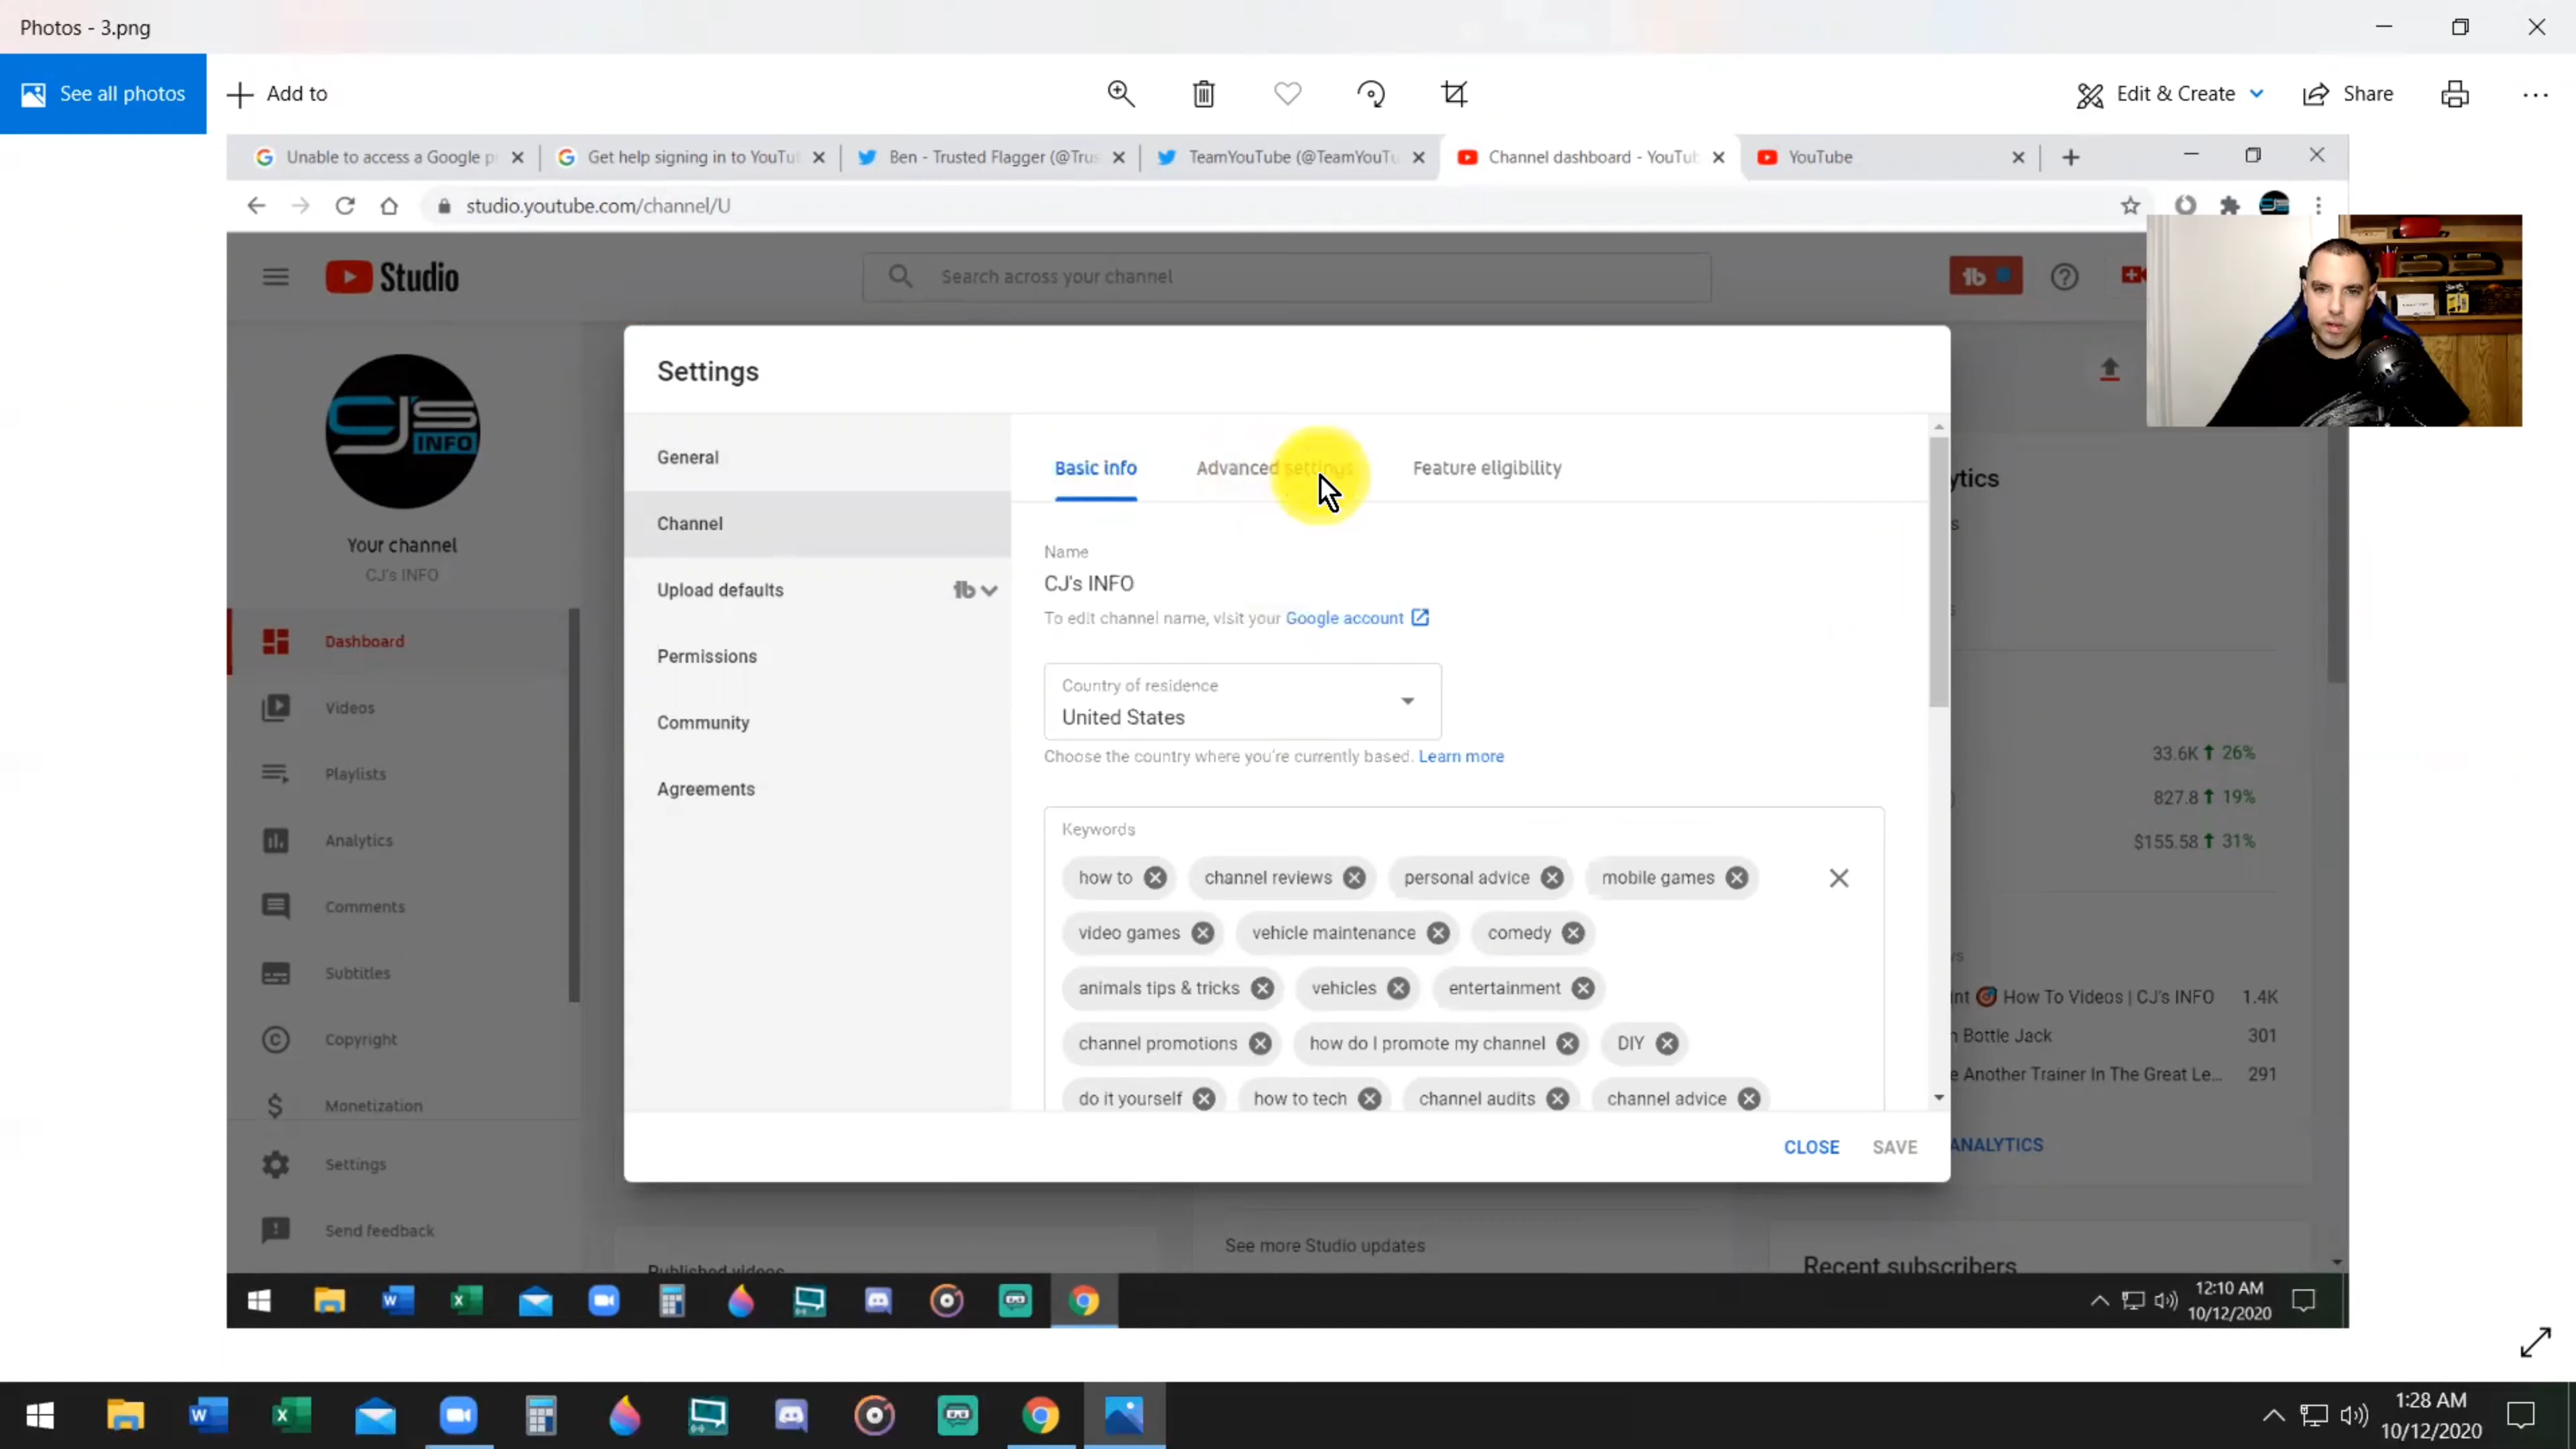 Photos - 3.png
See all photos
Add to
Edit & Create
Share
Unable to access a Google p
Get help signing in to YouTu
Ben - Trusted Flagger (@Trus
TeamYouTube (@TeamYouTu
Channel dashboard - YouTub
YouTube
studio.youtube.com/channel/U
Studio
Search across your channel
Settings
CJ's
INFO
Your channel
CJ's INFO
Dashboard
Videos
Playlists
Analytics
Comments
Subtitles
Copyright
Monetization
Settings
Send feedback
General
Channel
Upload defaults
Permissions
Community
Agreements
Basic info
Advanced settings
Feature eligibility
Name
CJ's INFO
To edit channel name, visit your Google account
Country of residence
United States
Choose the country where you're currently based. Learn more
Keywords
how to channel reviews personal advice mobile games
video games vehicle maintenance comedy
animals tips & tricks vehicles entertainment
channel promotions how do I promote my channel DIY
do it yourself how to tech channel audits channel advice
CLOSE SAVE
ytics
33.6K 26%
827.8 19%
$155.58 31%
nt How To Videos | CJ's INFO 1.4K
Bottle Jack 301
e Another Trainer In The Great Le... 291
ANALYTICS
Published videos
See more Studio updates
Recent subscribers
12:10 AM
10/12/2020
1:28 AM
10/12/2020